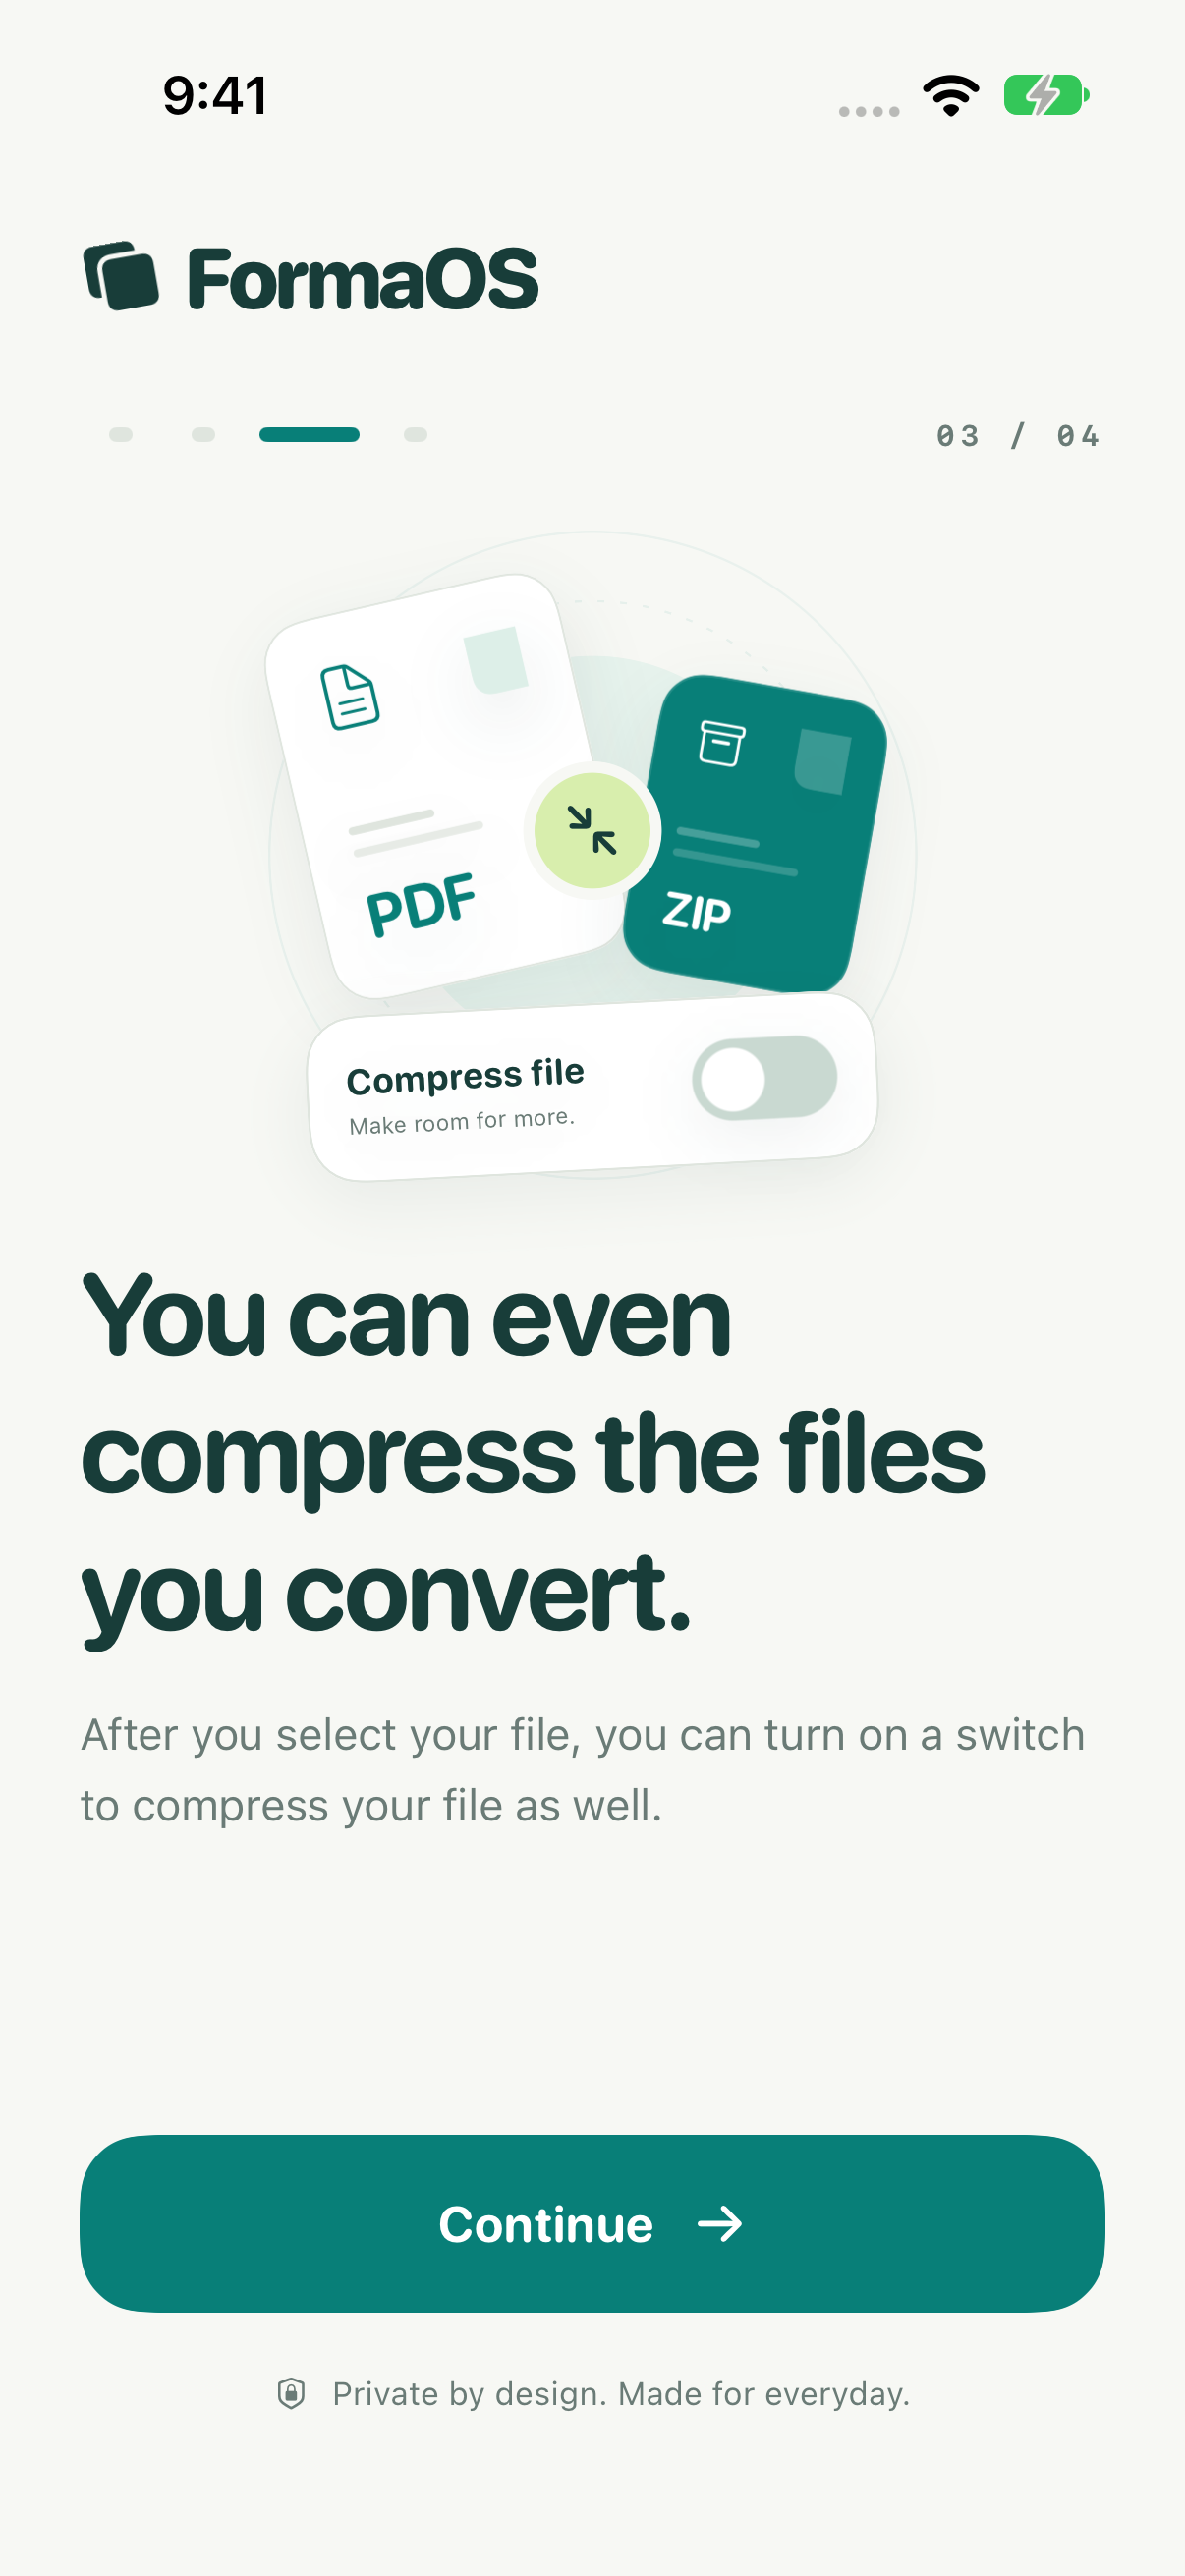 9:41
FormaOS
03 / 04
PDF
ZIP
Compress file
Make room for more.
You can even
compress the files
you convert.
After you select your file, you can turn on a switch
to compress your file as well.
Continue
Private by design. Made for everyday.